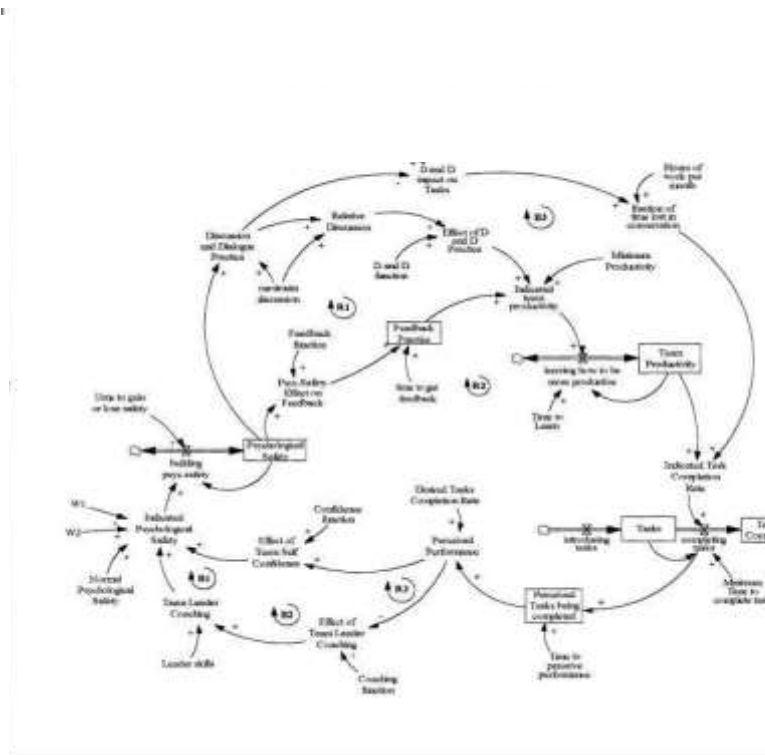 D and D
impact on
Tasks
Hours of
work per
month
Discussion
and Dialogue
Practice
Relative
Discussion
Effect of D
and D
Practice
B3
time lost in
D and D
function
Minimum
Productivity
discussion
Indicated
team
productivity
R1
Feedback
function
Feedback
Practice
Team
Productivity
Psyc.Safety
Effect on
Feedback
R2
time to get
feedback
learning how to be
more productive
Time to gain
or lose safety
Time to
Learn
Psychological
Safety
building
psyc.safety
Indicated Task
Completion
Rate
W1
W2
Indicated
Psychological
Safety
Confidence
function
Desired Tasks
Completion Rate
Effect of
Team Self
Confidence
Perceived
Performance
introducing
tasks
Tasks
completing
tasks
Normal
Psychological
Safety
B1
Team Leader
Coaching
B2
Effect of
Team Leader
Coaching
Perceived
Tasks being
completed
Minimum
Time to
Leader skills
Coaching
function
Time to
perceive
performance